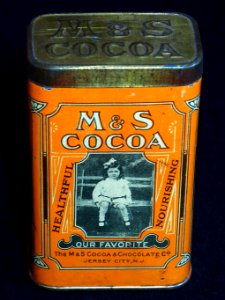 M & S
COCOA
M & S
COCOA
HEALTHFUL
NOURISHING
OUR FAVORITE
THE M & S COCOA & CHOCOLATE CO
JERSEY CITY, N.J.